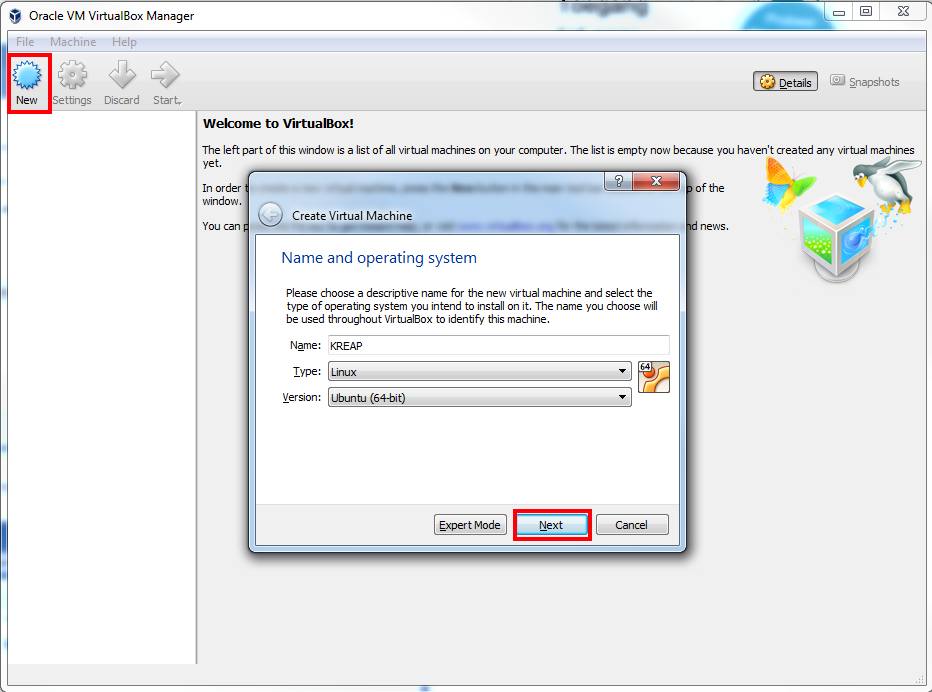 Toegang
Oracle VM VirtualBox Manager
File Machine Help
New Settings Discard Start
Details Snapshots
Welcome to VirtualBox!
The left part of this window is a list of all virtual machines on your computer. The list is empty now because you haven't created any virtual machines
yet.
In order t
p of the
window.
You can p
nd news.
Create Virtual Machine
Name and operating system
Please choose a descriptive name for the new virtual machine and select the
type of operating system you intend to install on it. The name you choose will
be used throughout VirtualBox to identify this machine.
Name: KREAP
Type: Linux
64
Version: Ubuntu (64-bit)
Expert Mode Next Cancel